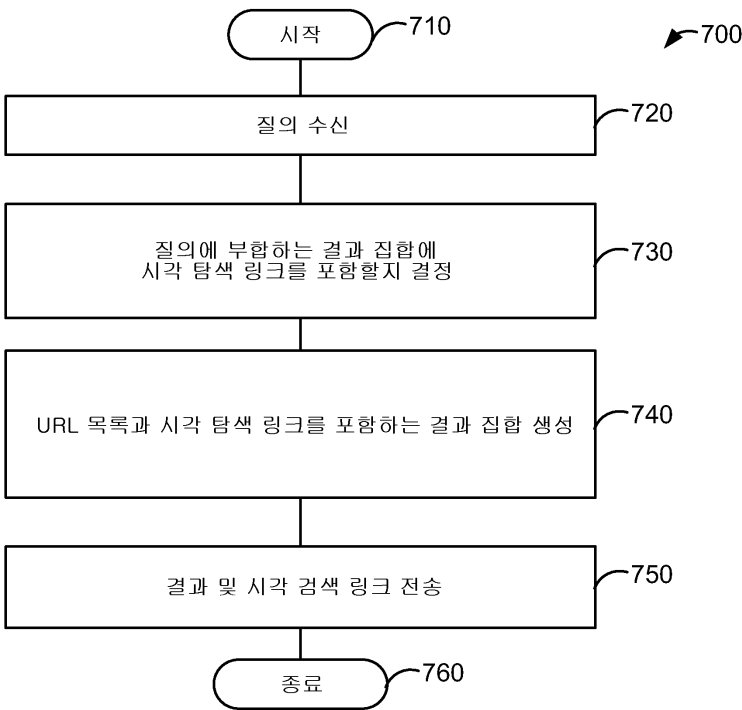 시작
710
700
질의 수신
720
질의에 부합하는 결과 집합에
시각 탐색 링크를 포함할지 결정
730
URL 목록과 시각 탐색 링크를 포함하는 결과 집합 생성
740
결과 및 시각 검색 링크 전송
750
종료
760